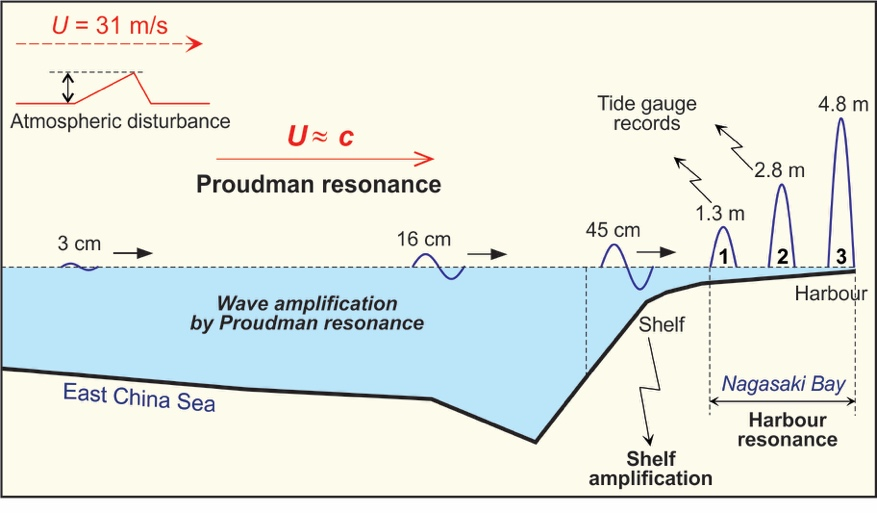 U = 31 m/s
Atmospheric disturbance
U ≈ c
Proudman resonance
Tide gauge
records
4.8 m
2.8 m
1.3 m
3 cm
16 cm
45 cm
1
2
3
Wave amplification
by Proudman resonance
Harbour
Shelf
East China Sea
Nagasaki Bay
Harbour
resonance
Shelf
amplification